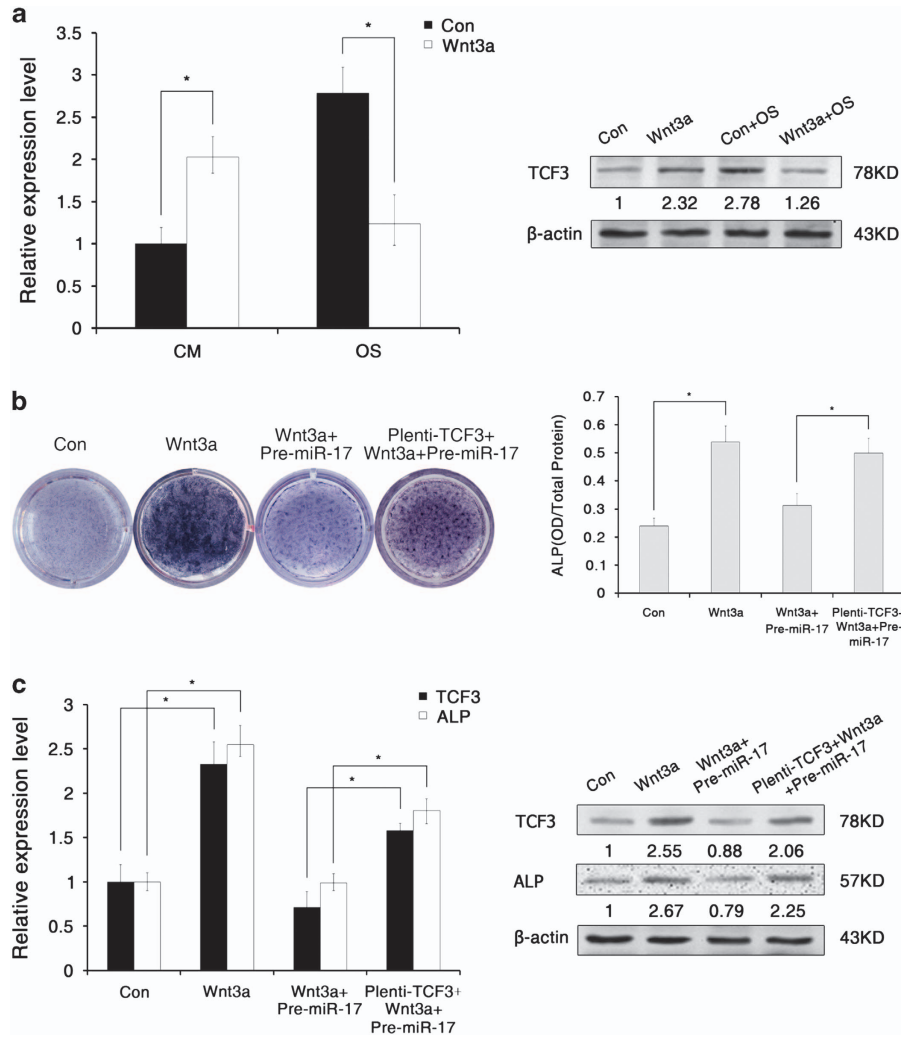 a
Relative expression level
3.5
3
2.5
2
1.5
1
0.5
0
*
*
Con
Wnt3a
CM
OS
Con
Wnt3a
Con+OS
Wnt3a+OS
TCF3
78KD
1
2.32
2.78
1.26
β-actin
43KD
b
Con
Wnt3a
Wnt3a+
Pre-miR-17
Plenti-TCF3+
Wnt3a+Pre-miR-17
ALP(OD/Total Protein)
0.7
0.6
0.5
0.4
0.3
0.2
0.1
0
*
*
Con
Wnt3a
Wnt3a+
Pre-miR-17
Plenti-TCF3-
Wnt3a+Pre-
miR-17
c
Relative expression level
3
2.5
2
1.5
1
0.5
0
*
*
*
*
TCF3
ALP
Con
Wnt3a
Wnt3a+
Pre-miR-17
Plenti-TCF3+
Wnt3a+
Pre-miR-17
Con
Wnt3a
Wnt3a+
Pre-miR-17
Plenti-TCF3+Wnt3a
+Pre-miR-17
TCF3
78KD
1
2.55
0.88
2.06
ALP
57KD
1
2.67
0.79
2.25
β-actin
43KD